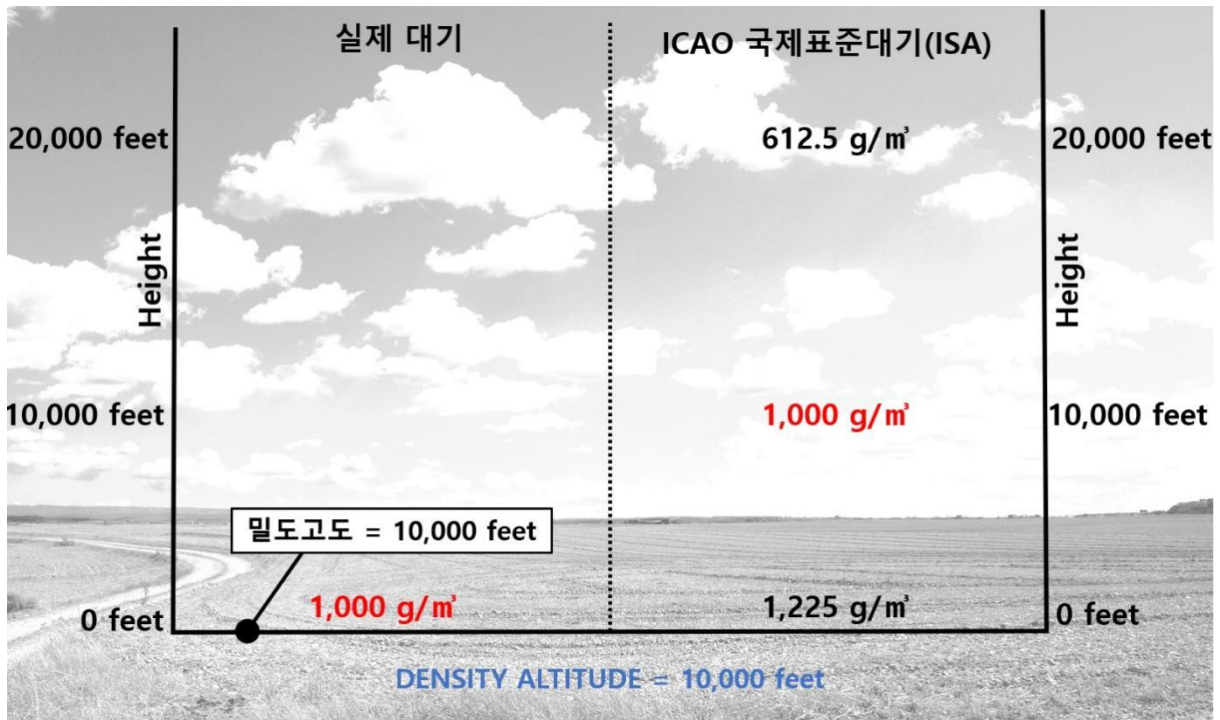 실제 대기
ICAO 국제표준대기(ISA)
20,000 feet
612.5 g/㎥
20,000 feet
Height
Height
10,000 feet
1,000 g/㎥
10,000 feet
밀도고도 = 10,000 feet
0 feet
1,000 g/㎥
1,225 g/㎥
0 feet
DENSITY ALTITUDE = 10,000 feet